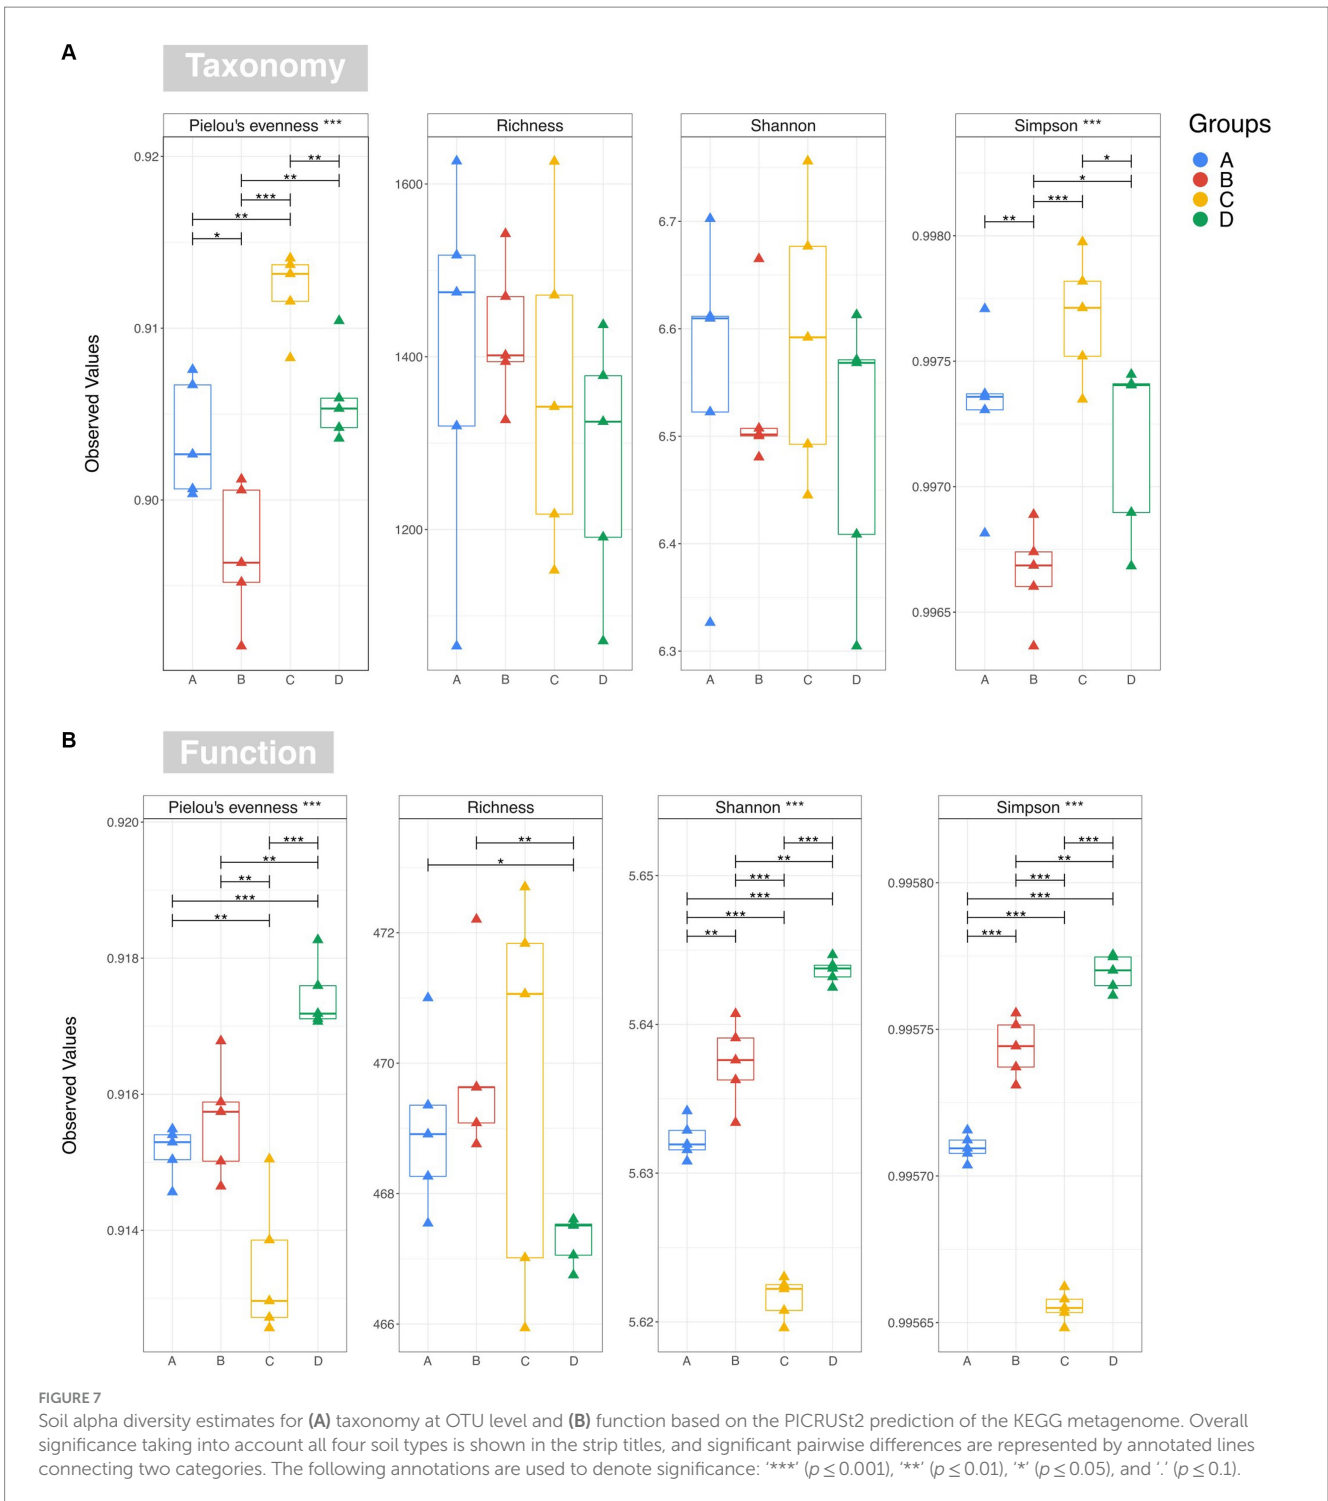 A
Taxonomy
Pielou's evenness ***
Richness
Shannon
Simpson ***
Groups
A
B
C
D
Observed Values
0.92
0.91
0.90
**
**
***
**
*
A B C D
1600
1400
1200
A B C D
6.7
6.6
6.5
6.4
6.3
A B C D
0.9980
0.9975
0.9970
0.9965
*
*
***
**
A B C D
B
Function
Pielou's evenness ***
Richness
Shannon ***
Simpson ***
Observed Values
0.920
0.918
0.916
0.914
***
**
**
***
**
A B C D
472
470
468
466
**
*
A B C D
5.65
5.64
5.63
5.62
***
**
***
***
***
**
A B C D
0.99580
0.99575
0.99570
0.99565
***
**
***
***
***
***
A B C D
FIGURE 7
Soil alpha diversity estimates for (A) taxonomy at OTU level and (B) function based on the PICRUSt2 prediction of the KEGG metagenome. Overall
significance taking into account all four soil types is shown in the strip titles, and significant pairwise differences are represented by annotated lines
connecting two categories. The following annotations are used to denote significance: ‘***’ (p ≤ 0.001), ‘**’ (p ≤ 0.01), ‘*’ (p ≤ 0.05), and ‘.’ (p ≤ 0.1).